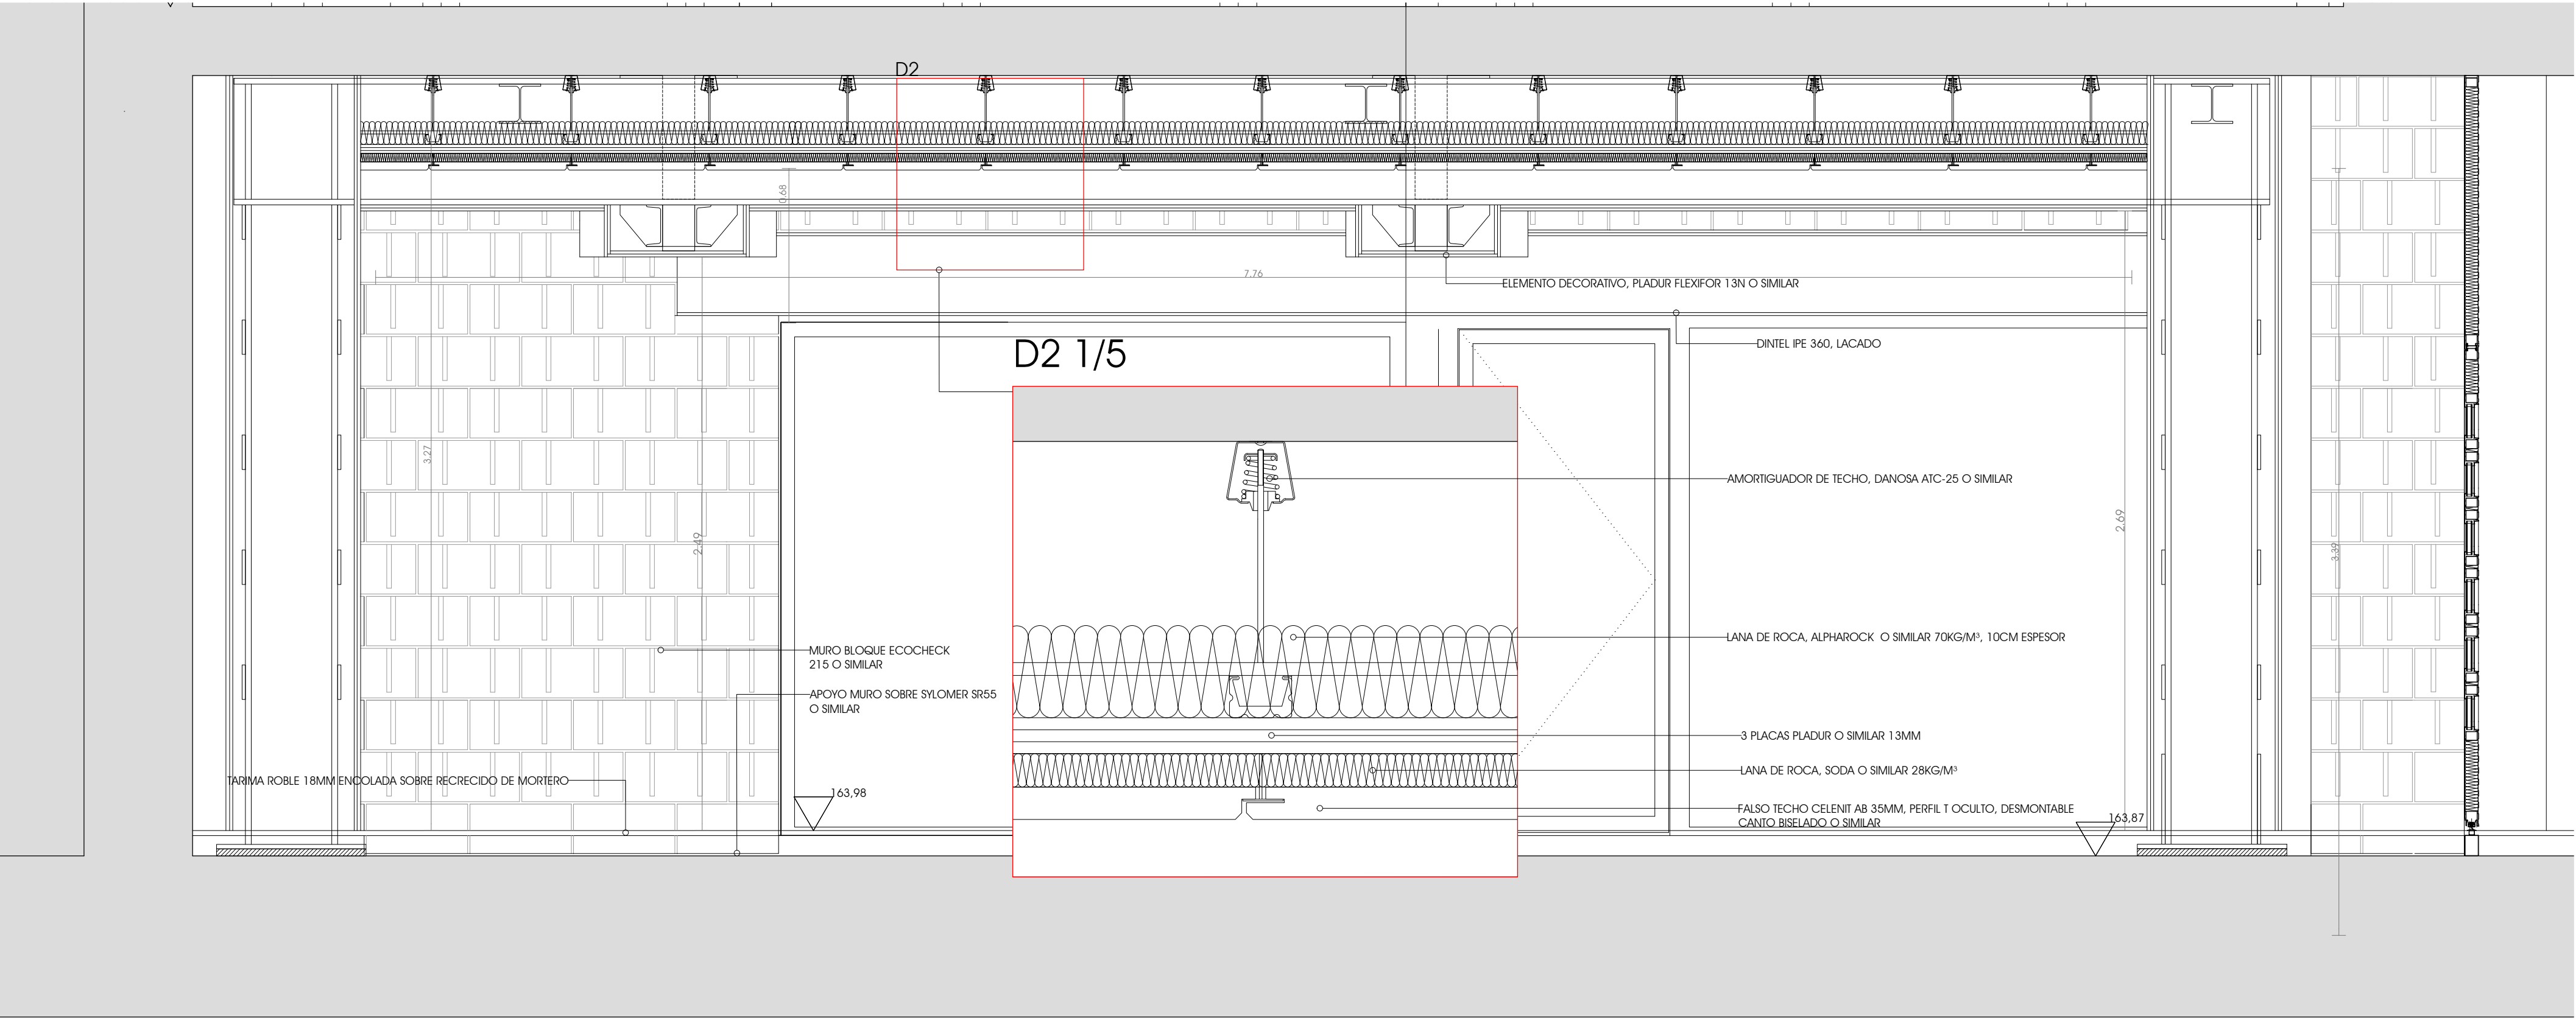 D2
0.68
7.76
ELEMENTO DECORATIVO, PLADUR FLEXIFOR 13N O SIMILAR
DINTEL IPE 360, LACADO
D2 1/5
3.27
AMORTIGUADOR DE TECHO, DANOSA ATC-25 O SIMILAR
2.49
2.69
3.39
LANA DE ROCA, ALPHAROCK O SIMILAR 70KG/M³, 10CM ESPESOR
MURO BLOQUE ECOCHECK
215 O SIMILAR
APOYO MURO SOBRE SYLOMER SR55
O SIMILAR
3 PLACAS PLADUR O SIMILAR 13MM
LANA DE ROCA, SODA O SIMILAR 28KG/M³
TARIMA ROBLE 18MM ENCOLADA SOBRE RECRECIDO DE MORTERO
163,98
FALSO TECHO CELENIT AB 35MM, PERFIL T OCULTO, DESMONTABLE
CANTO BISELADO O SIMILAR
163,87